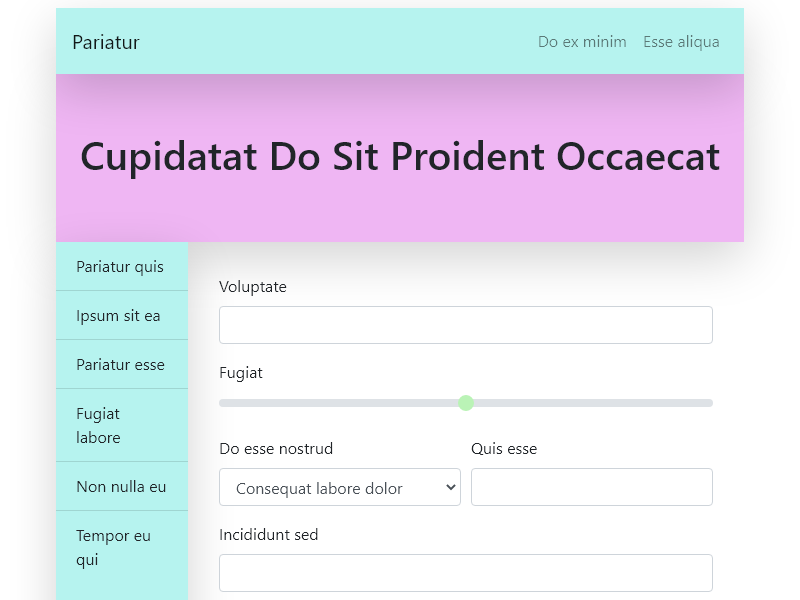 Pariatur
Do ex minim
Esse aliqua
Cupidatat Do Sit Proident Occaecat
Pariatur quis
Ipsum sit ea
Pariatur esse
Fugiat
labore
Non nulla eu
Tempor eu
qui
Voluptate
Fugiat
Do esse nostrud
Quis esse
Consequat labore dolor
Incididunt sed